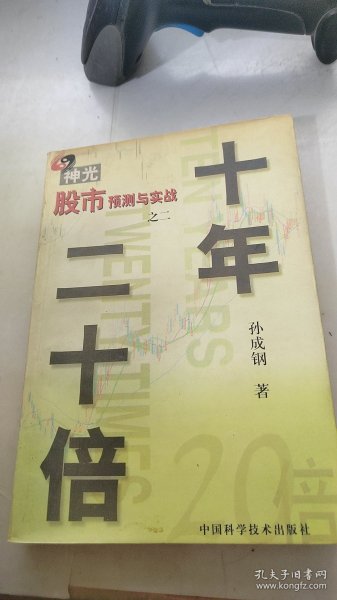 神光
股市 预测与实战
之二
十年
二十倍
TEN YEARS
TWENTY TIMES
孙成钢 著
20倍
中国科学技术出版社
孔夫子旧书网